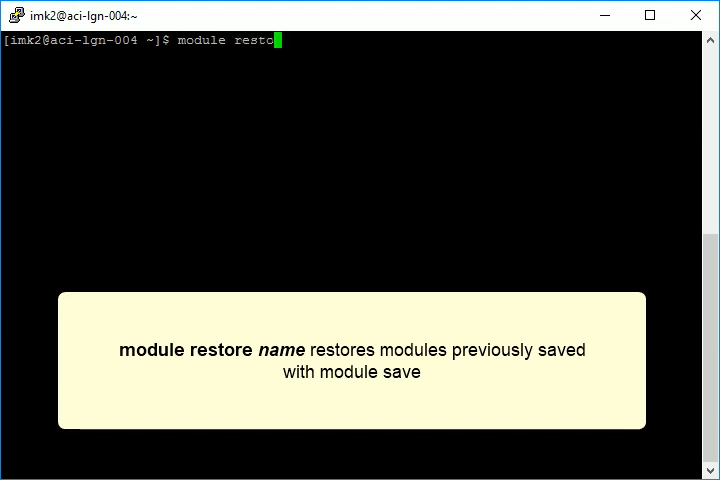 imk2@aci-lgn-004:~
[imk2@aci-lgn-004 ~]$ module resto
module restore name restores modules previously saved
with module save